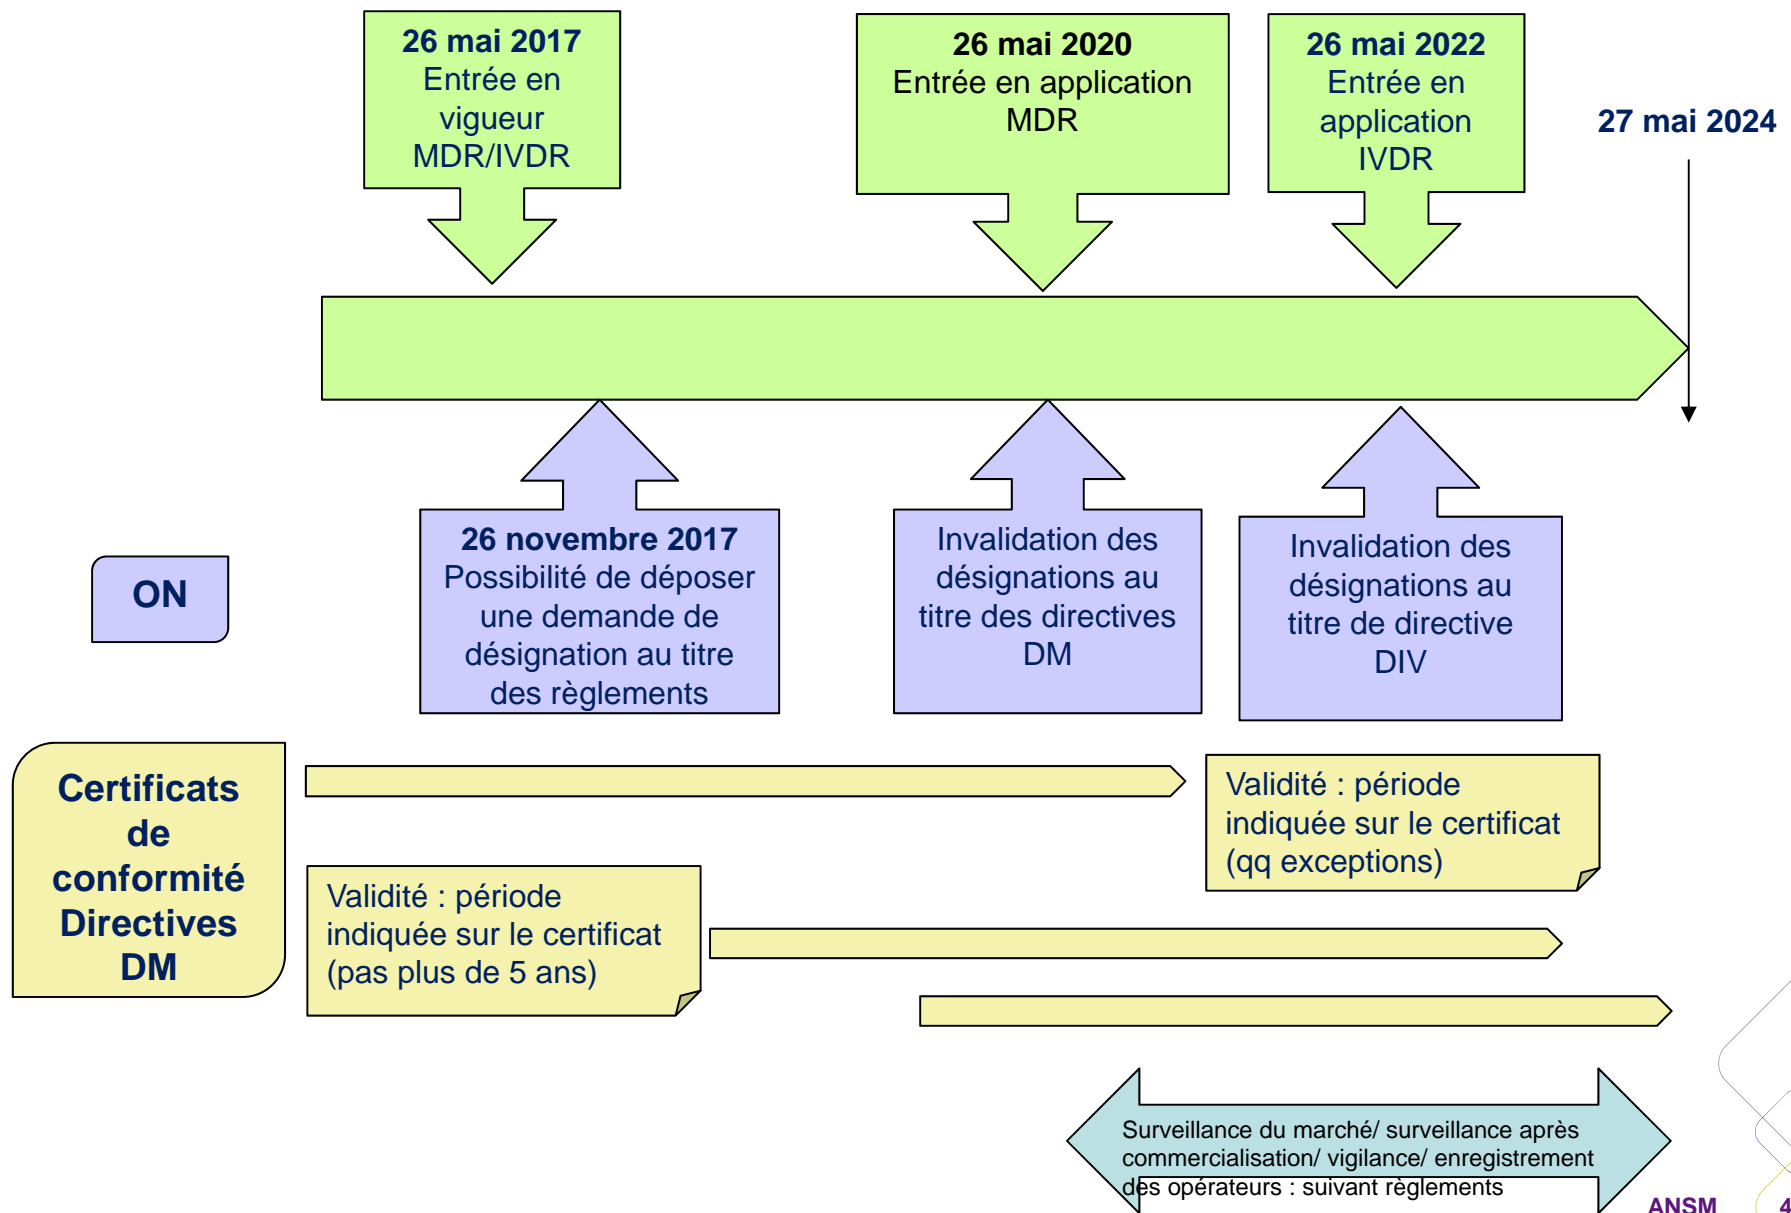 26 mai 2017
Entrée en
vigueur
MDR/IVDR
26 mai 2020
Entrée en application
MDR
26 mai 2022
Entrée en
application
IVDR
27 mai 2024
ON
26 novembre 2017
Possibilité de déposer
une demande de
désignation au titre
des règlements
Invalidation des
désignations au
titre des directives
DM
Invalidation des
désignations au
titre de directive
DIV
Certificats
de
conformité
Directives
DM
Validité : période
indiquée sur le certificat
(qq exceptions)
Validité : période
indiquée sur le certificat
(pas plus de 5 ans)
Surveillance du marché/ surveillance après
commercialisation/ vigilance/ enregistrement
des opérateurs : suivant règlements
ANSM 4